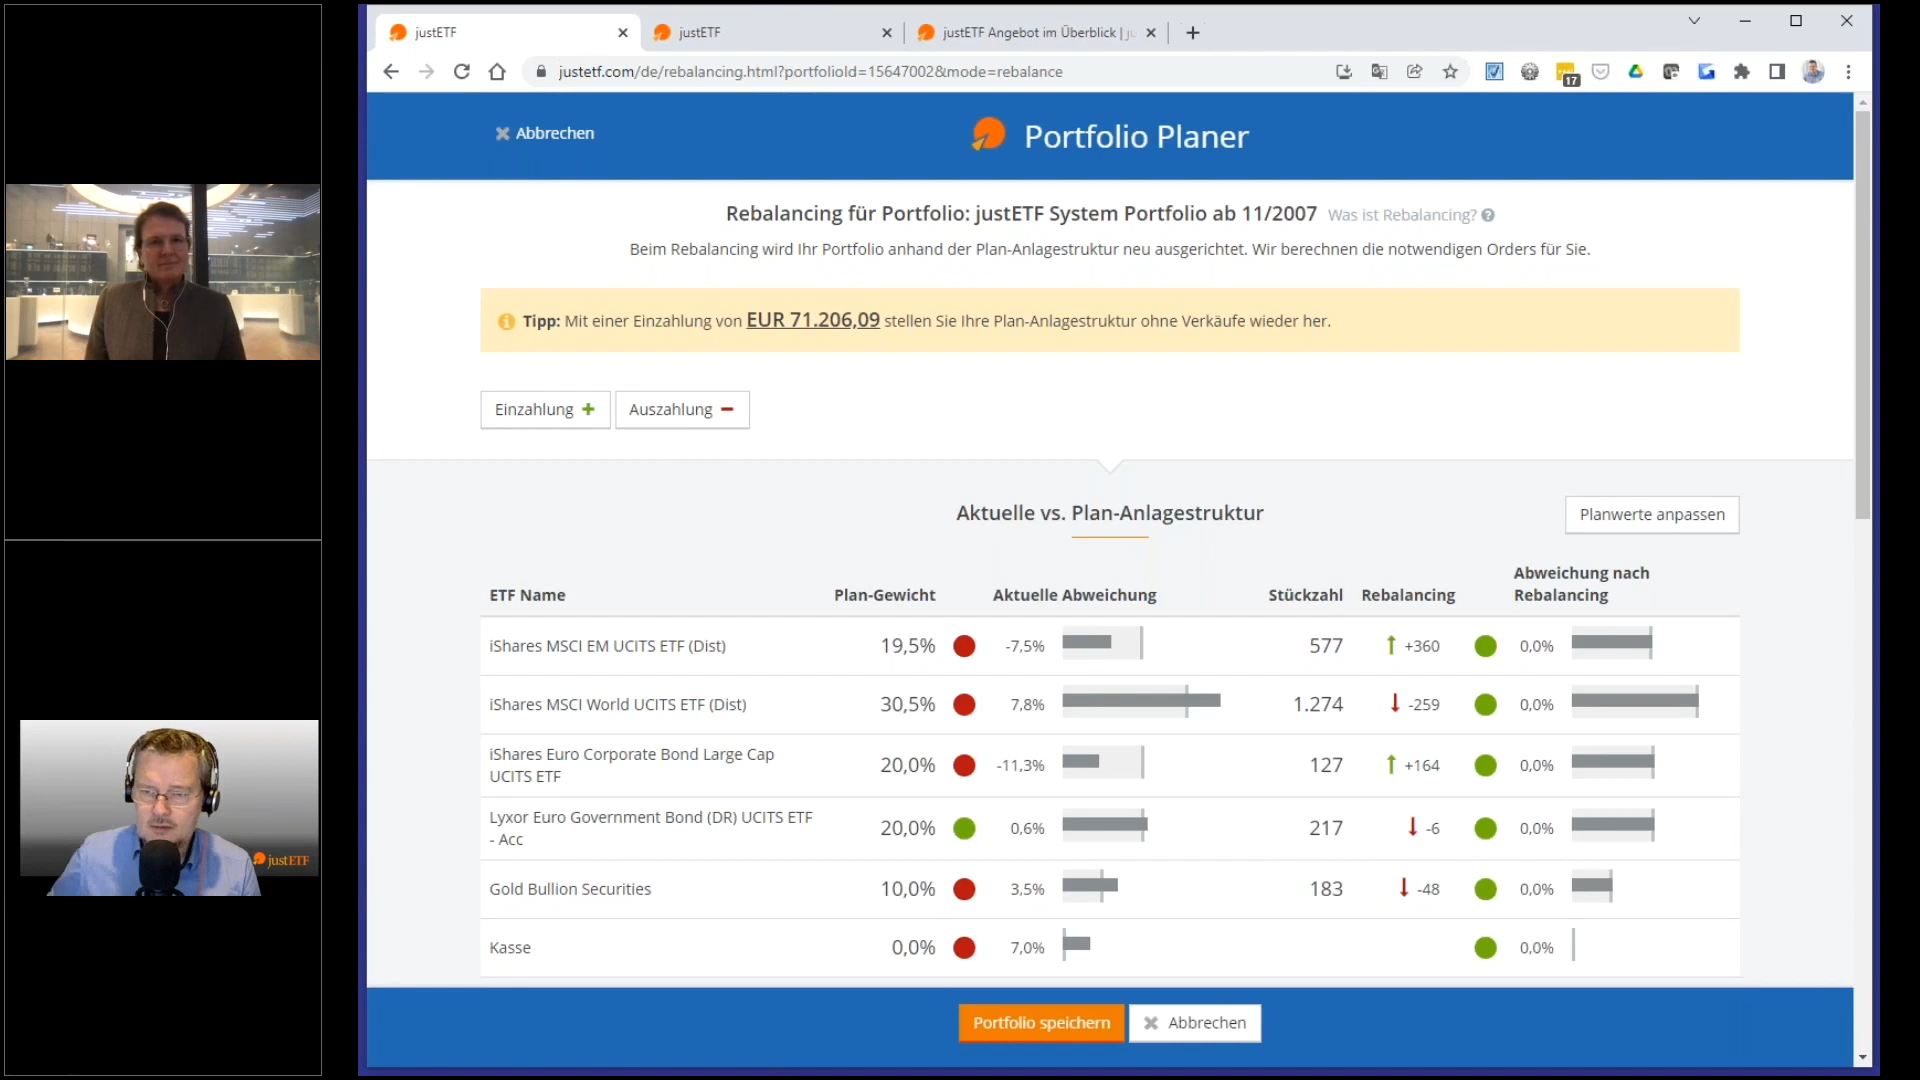 justETF
justETF
justETF Angebot im Überblick | ju
justetf.com/de/rebalancing.html?portfolioId=15647002&mode=rebalance
17
Abbrechen
Portfolio Planer
Rebalancing für Portfolio: justETF System Portfolio ab 11/2007 Was ist Rebalancing?
Beim Rebalancing wird Ihr Portfolio anhand der Plan-Anlagestruktur neu ausgerichtet. Wir berechnen die notwendigen Orders für Sie.
Tipp: Mit einer Einzahlung von EUR 71.206,09 stellen Sie Ihre Plan-Anlagestruktur ohne Verkäufe wieder her.
Einzahlung + Auszahlung −
Aktuelle vs. Plan-Anlagestruktur
Planwerte anpassen
ETF Name Plan-Gewicht Aktuelle Abweichung Stückzahl Rebalancing Abweichung nach
Rebalancing
iShares MSCI EM UCITS ETF (Dist) 19,5% -7,5% 577 +360 0,0%
iShares MSCI World UCITS ETF (Dist) 30,5% 7,8% 1.274 -259 0,0%
iShares Euro Corporate Bond Large Cap
UCITS ETF 20,0% -11,3% 127 +164 0,0%
Lyxor Euro Government Bond (DR) UCITS ETF
- Acc 20,0% 0,6% 217 -6 0,0%
Gold Bullion Securities 10,0% 3,5% 183 -48 0,0%
Kasse 0,0% 7,0% 0,0%
Portfolio speichern Abbrechen
justETF